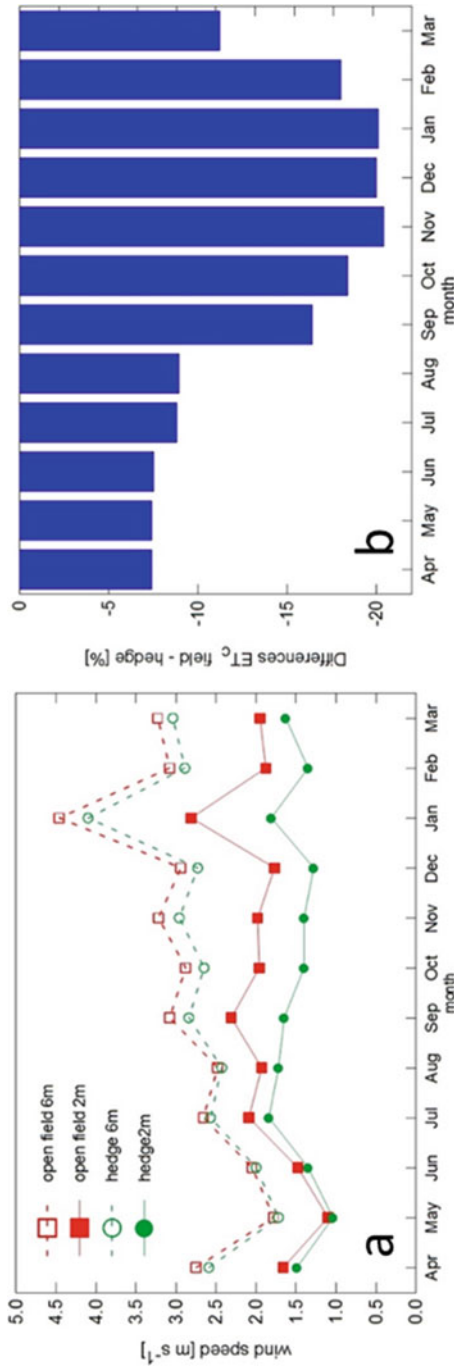 5.0
4.5
4.0
3.5
3.0
2.5
2.0
1.5
1.0
0.5
0.0
wind speed [m s⁻¹]
open field 6m
open field 2m
hedge 6m
hedge2m
a
Apr May Jun Jul Aug Sep Oct Nov Dec Jan Feb Mar
month
0
-5
-10
-15
-20
Differences ETc field - hedge [%]
b
Apr May Jun Jul Aug Sep Oct Nov Dec Jan Feb Mar
month